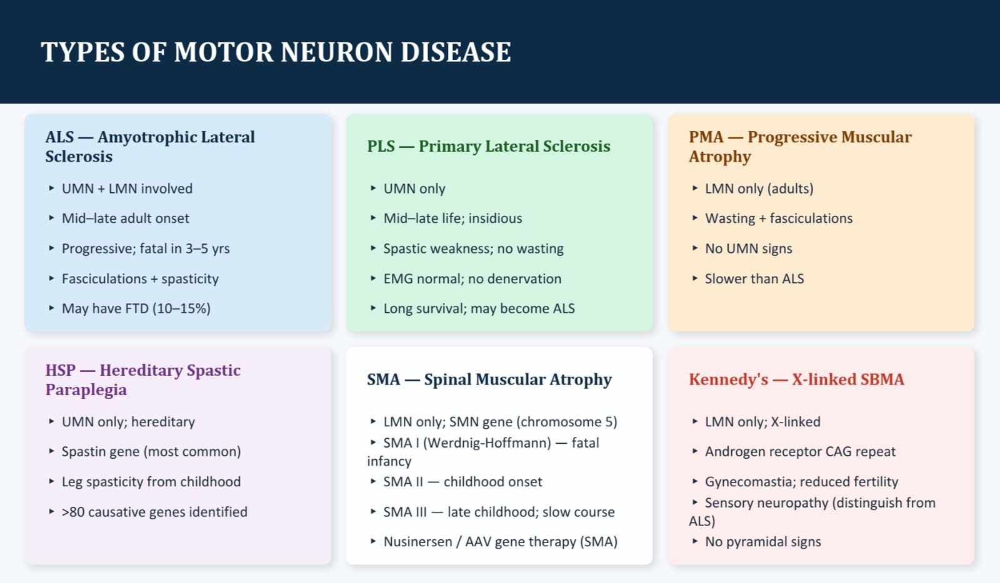 TYPES OF MOTOR NEURON DISEASE
ALS — Amyotrophic Lateral
Sclerosis
‣ UMN + LMN involved
‣ Mid–late adult onset
‣ Progressive; fatal in 3–5 yrs
‣ Fasciculations + spasticity
‣ May have FTD (10–15%)
PLS — Primary Lateral Sclerosis
‣ UMN only
‣ Mid–late life; insidious
‣ Spastic weakness; no wasting
‣ EMG normal; no denervation
‣ Long survival; may become ALS
PMA — Progressive Muscular
Atrophy
‣ LMN only (adults)
‣ Wasting + fasciculations
‣ No UMN signs
‣ Slower than ALS
HSP — Hereditary Spastic
Paraplegia
‣ UMN only; hereditary
‣ Spastin gene (most common)
‣ Leg spasticity from childhood
‣ >80 causative genes identified
SMA — Spinal Muscular Atrophy
‣ LMN only; SMN gene (chromosome 5)
‣ SMA I (Werdnig-Hoffmann) — fatal
infancy
‣ SMA II — childhood onset
‣ SMA III — late childhood; slow course
‣ Nusinersen / AAV gene therapy (SMA)
Kennedy's — X-linked SBMA
‣ LMN only; X-linked
‣ Androgen receptor CAG repeat
‣ Gynecomastia; reduced fertility
‣ Sensory neuropathy (distinguish from
ALS)
‣ No pyramidal signs